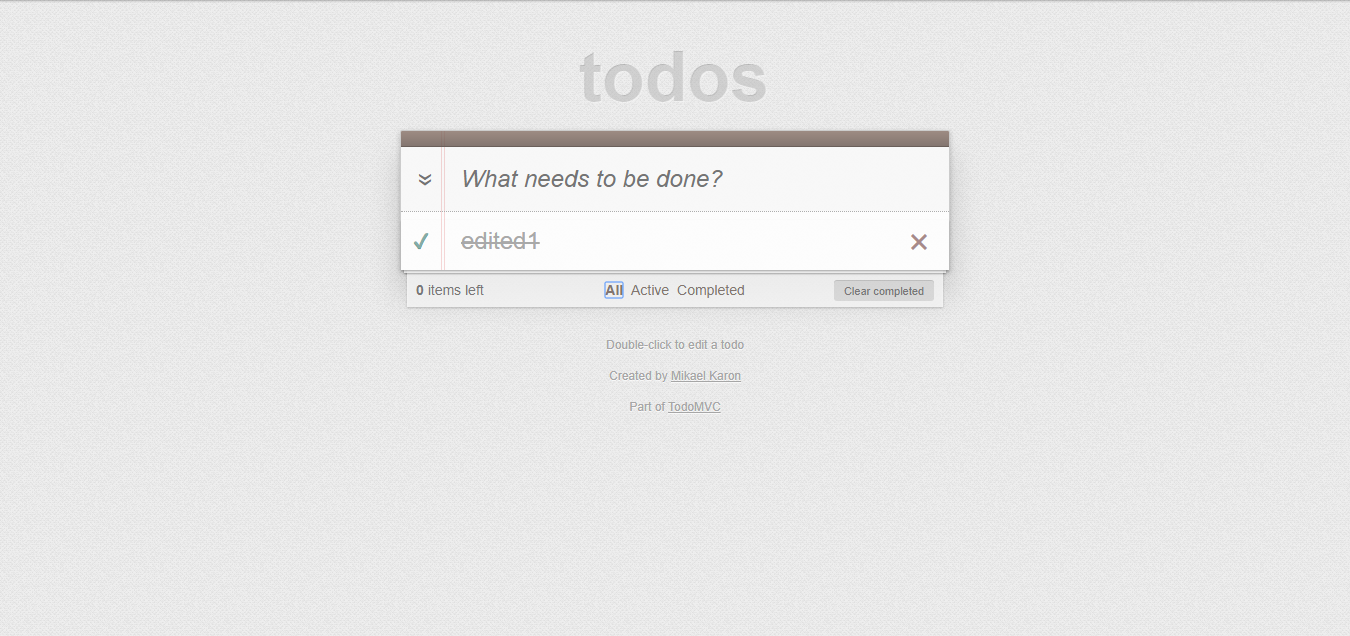 todos
What needs to be done?
edited1
0 items left All Active Completed Clear completed
Double-click to edit a todo
Created by Mikael Karon
Part of TodoMVC